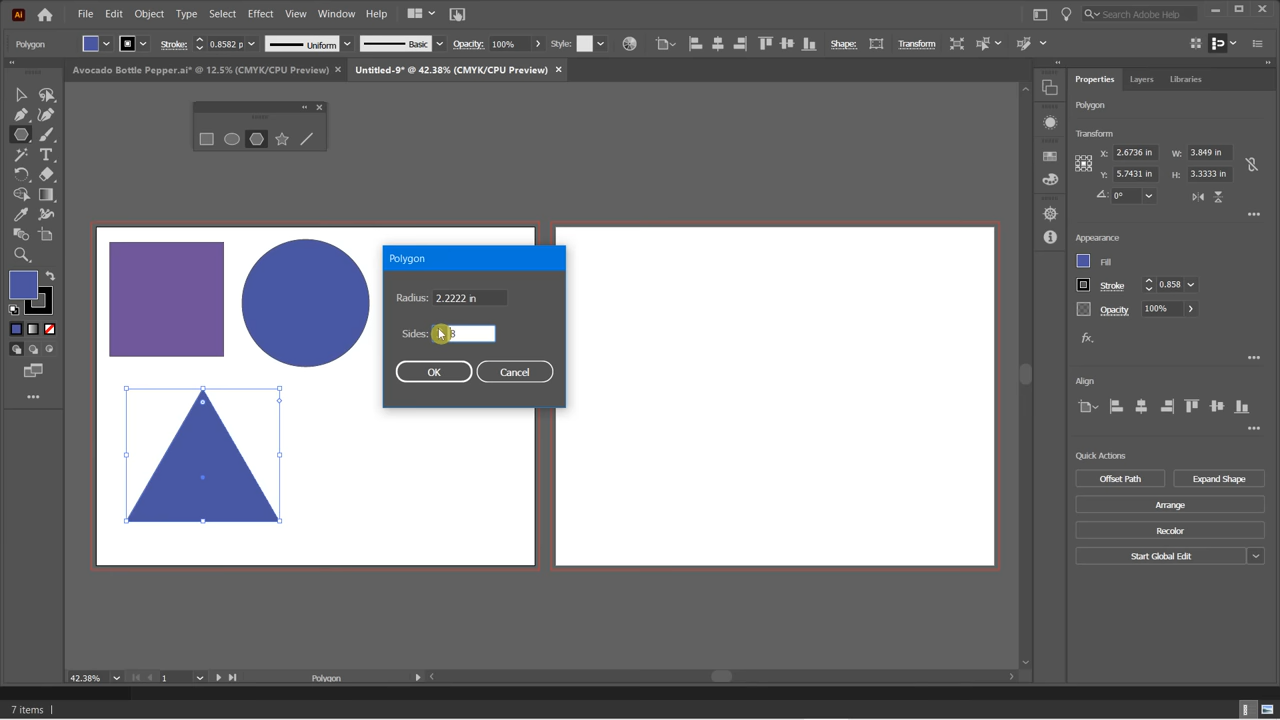 Ai File Edit Object Type Select Effect View Window Help Search Adobe Help
Polygon Stroke: 0.8582 p Uniform Basic Opacity: 100% Style: Shape: Transform
Avocado Bottle Pepper.ai* @ 12.5% (CMYK/CPU Preview) × Untitled-9* @ 42.38% (CMYK/CPU Preview) ×
Properties Layers Libraries
Polygon
Transform
X: 2.6736 in W: 3.849 in
Y: 5.7431 in H: 3.3333 in
0°
Appearance
Fill
Stroke 0.858
Opacity 100%
fx.
Align
Quick Actions
Offset Path Expand Shape
Arrange
Recolor
Start Global Edit
Polygon
Radius: 2.2222 in
Sides: 8
OK Cancel
T
42.38% 1 Polygon
7 items